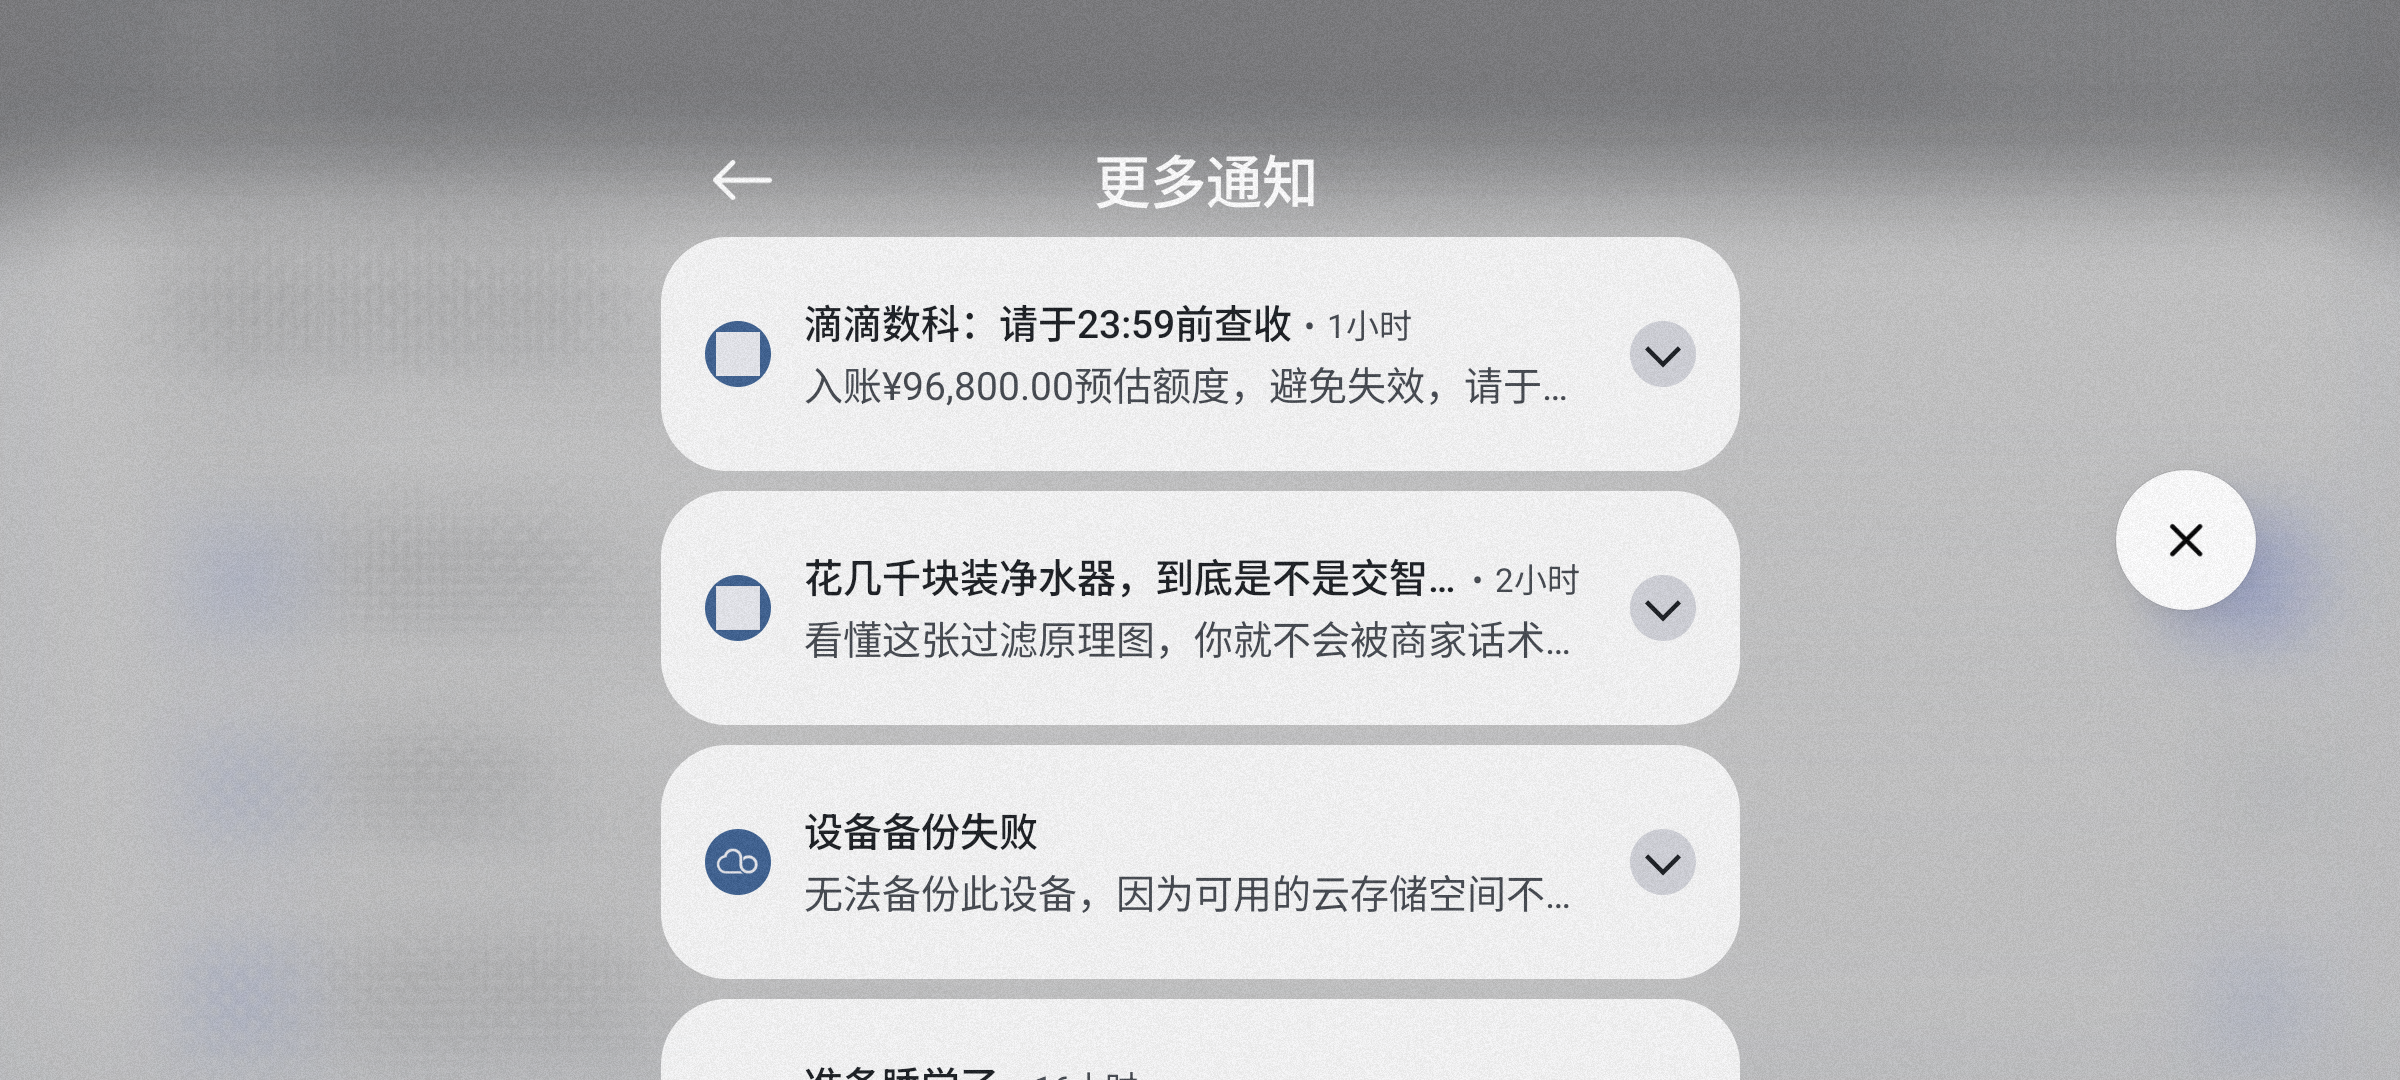 更多通知
滴滴数科：请于23:59前查收 · 1小时
入账¥96,800.00预估额度，避免失效，请于…
花几千块装净水器，到底是不是交智… · 2小时
看懂这张过滤原理图，你就不会被商家话术…
设备备份失败
无法备份此设备，因为可用的云存储空间不…